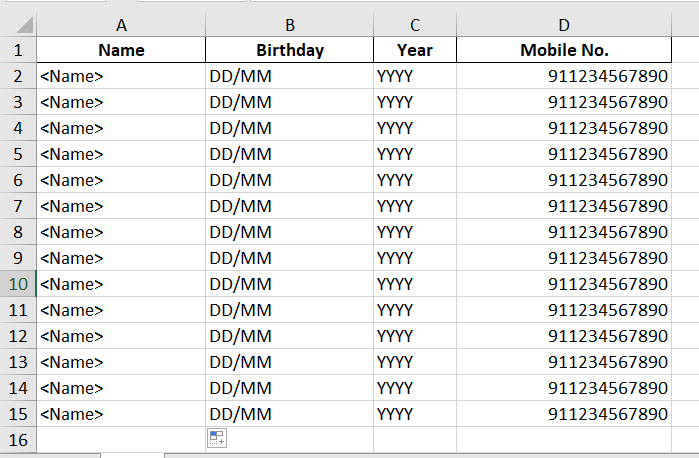 A B C D
1 Name Birthday Year Mobile No.
2 <Name> DD/MM YYYY 911234567890
3 <Name> DD/MM YYYY 911234567890
4 <Name> DD/MM YYYY 911234567890
5 <Name> DD/MM YYYY 911234567890
6 <Name> DD/MM YYYY 911234567890
7 <Name> DD/MM YYYY 911234567890
8 <Name> DD/MM YYYY 911234567890
9 <Name> DD/MM YYYY 911234567890
10 <Name> DD/MM YYYY 911234567890
11 <Name> DD/MM YYYY 911234567890
12 <Name> DD/MM YYYY 911234567890
13 <Name> DD/MM YYYY 911234567890
14 <Name> DD/MM YYYY 911234567890
15 <Name> DD/MM YYYY 911234567890
16